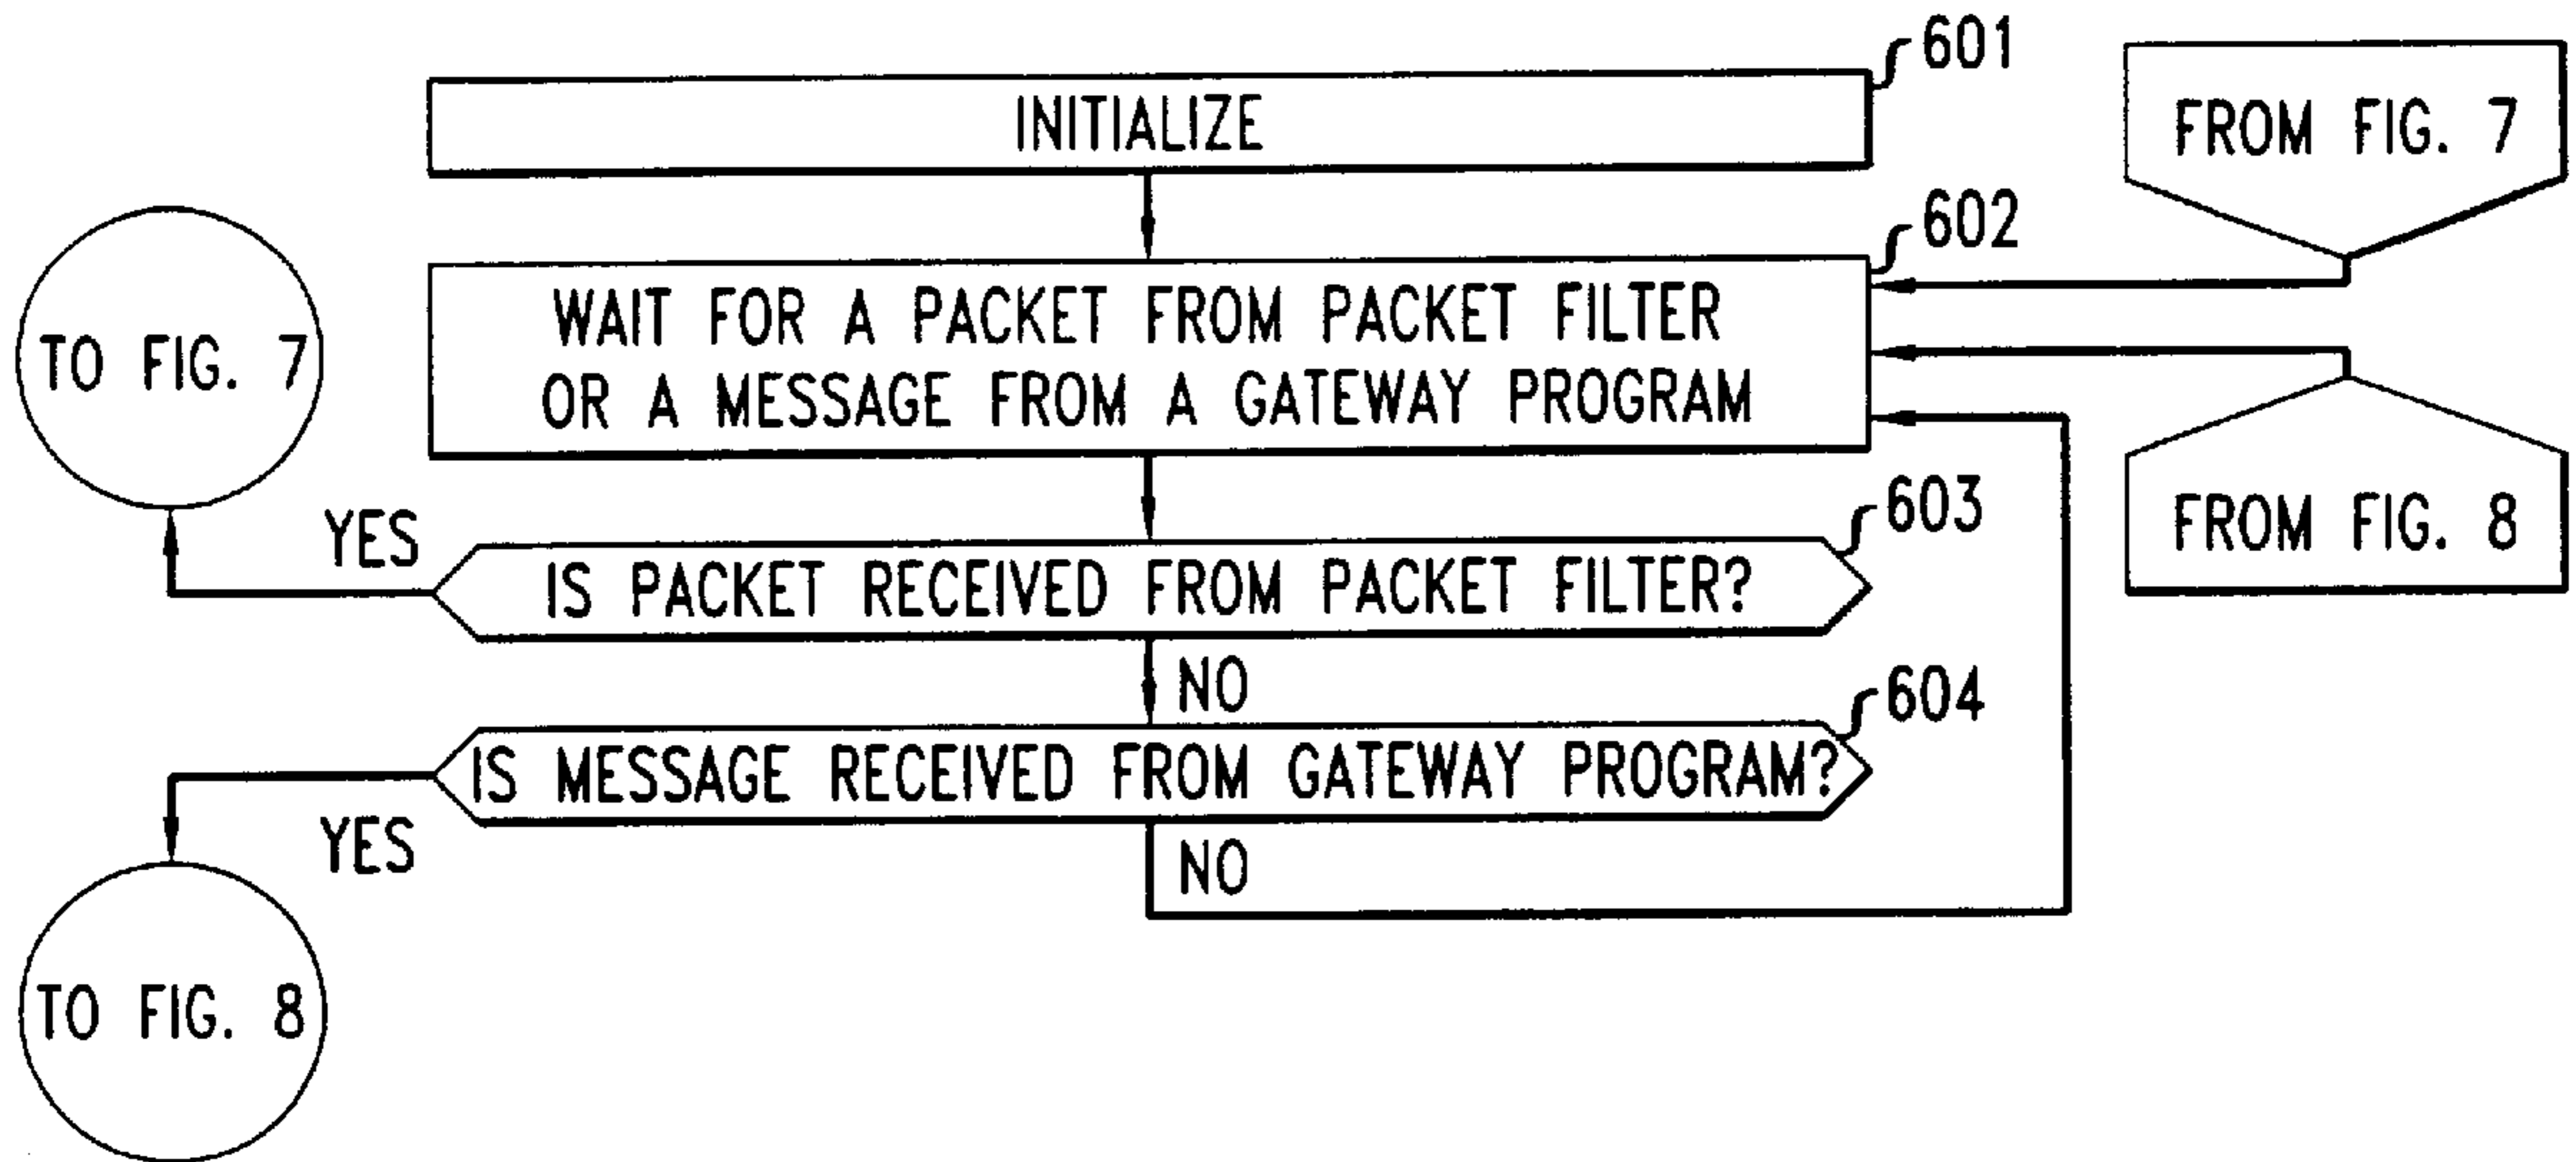 601
INITIALIZE
FROM FIG. 7
602
WAIT FOR A PACKET FROM PACKET FILTER
OR A MESSAGE FROM A GATEWAY PROGRAM
TO FIG. 7
FROM FIG. 8
603
YES
IS PACKET RECEIVED FROM PACKET FILTER?
NO
604
IS MESSAGE RECEIVED FROM GATEWAY PROGRAM?
YES
NO
TO FIG. 8